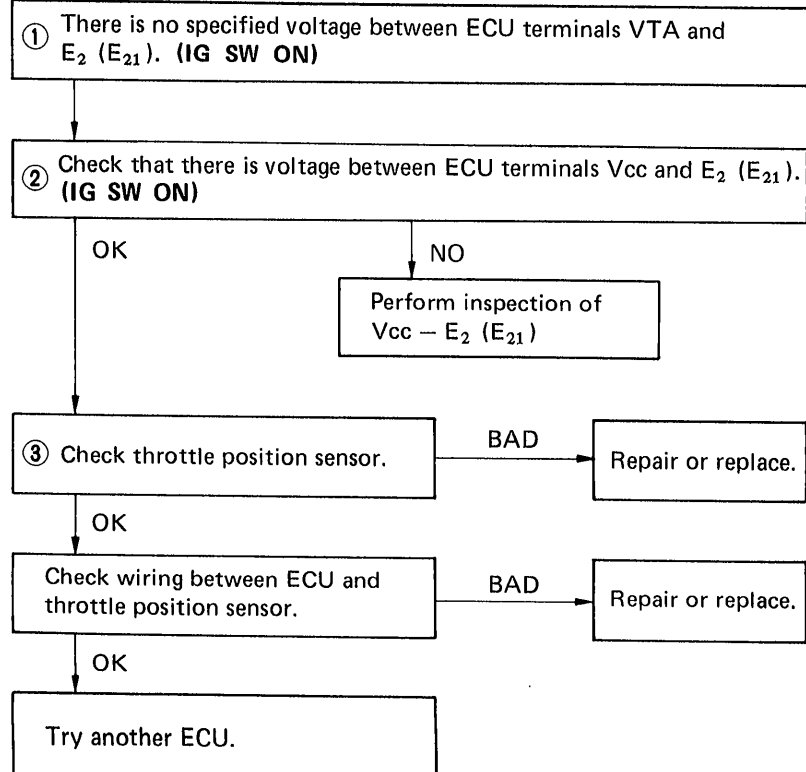 ① There is no specified voltage between ECU terminals VTA and
E₂ (E₂₁). (IG SW ON)
② Check that there is voltage between ECU terminals Vcc and E₂ (E₂₁).
(IG SW ON)
OK
NO
Perform inspection of
Vcc – E₂ (E₂₁)
③ Check throttle position sensor.
BAD
Repair or replace.
OK
Check wiring between ECU and
throttle position sensor.
BAD
Repair or replace.
OK
Try another ECU.